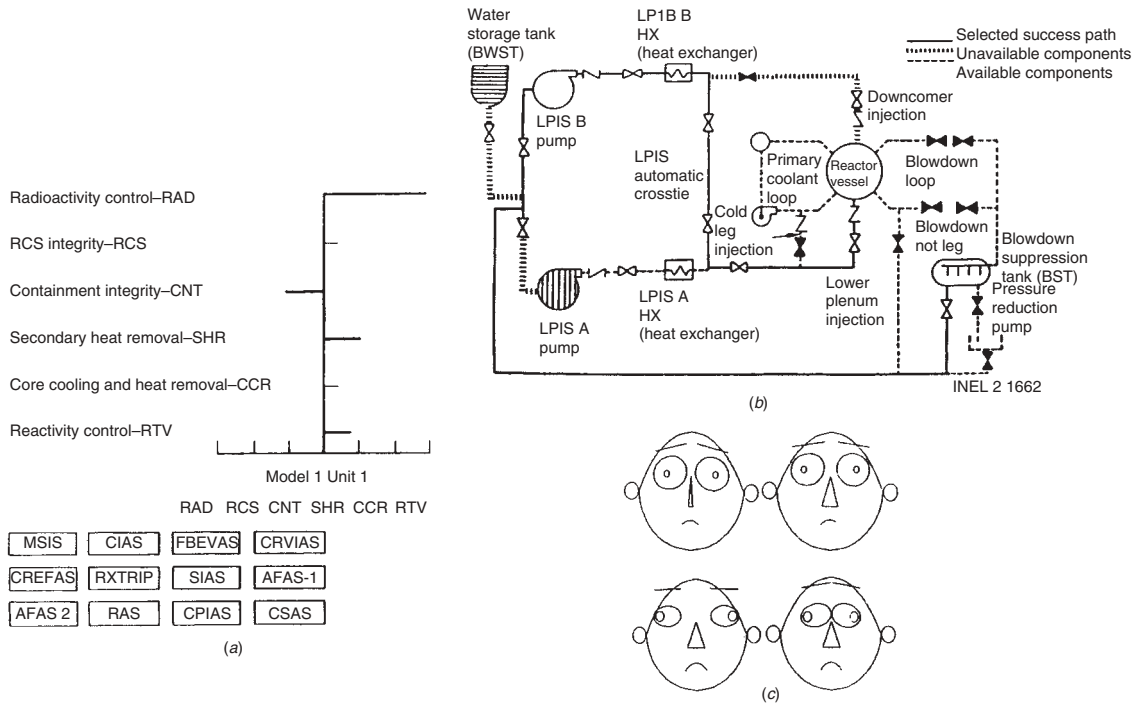 Radioactivity control–RAD
RCS integrity–RCS
Containment integrity–CNT
Secondary heat removal–SHR
Core cooling and heat removal–CCR
Reactivity control–RTV
Model 1 Unit 1
RAD RCS CNT SHR CCR RTV
MSIS CIAS FBEVAS CRVIAS
CREFAS RXTRIP SIAS AFAS-1
AFAS 2 RAS CPIAS CSAS
(a)
Water
storage tank
(BWST)
LP1B B
HX
(heat exchanger)
Selected success path
Unavailable components
Available components
LPIS B
pump
Downcomer
injection
LPIS
automatic
crosstie
Primary
coolant
loop
Reactor
vessel
Blowdown
loop
Cold
leg
injection
Blowdown
not leg
Blowdown
suppression
tank (BST)
Pressure
reduction
pump
LPIS A
pump
LPIS A
HX
(heat exchanger)
Lower
plenum
injection
INEL 2 1662
(b)
(c)